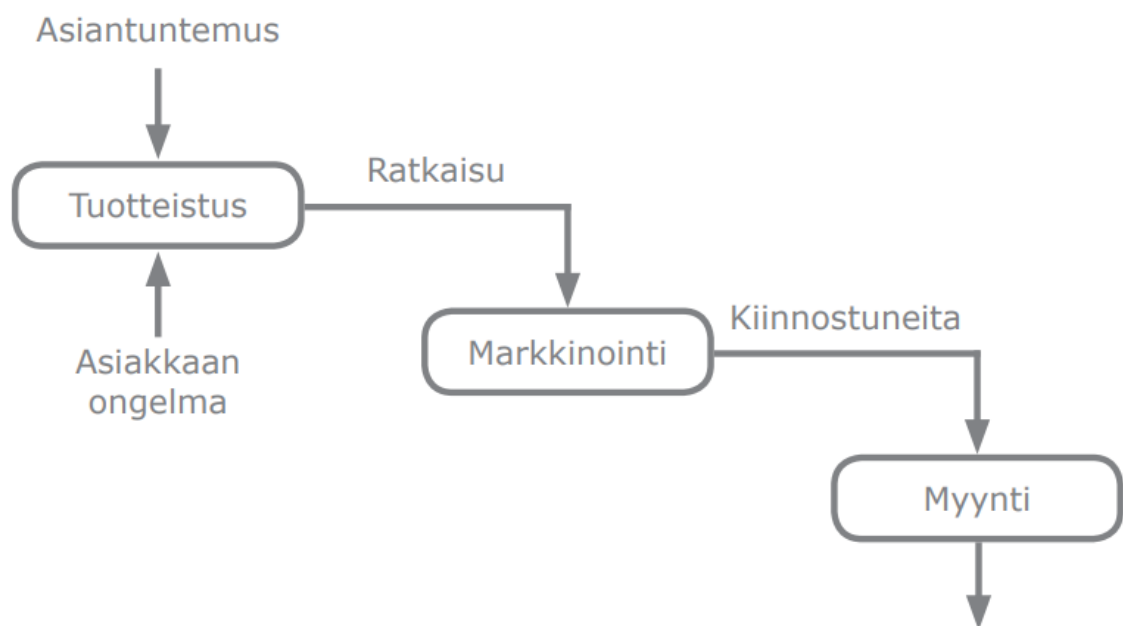 Asiantuntemus
Ratkaisu
Tuotteistus
Kiinnostuneita
Markkinointi
Asiakkaan
ongelma
Myynti